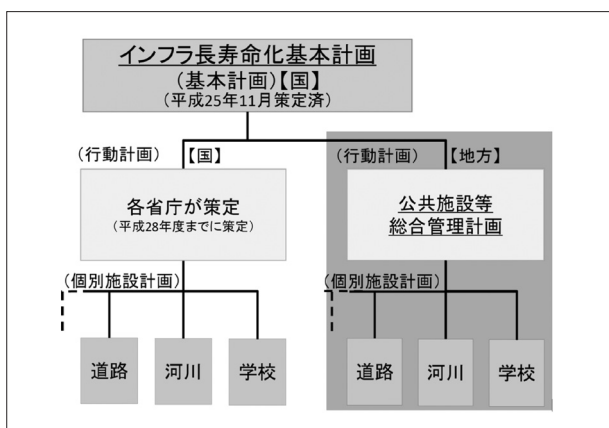 インフラ長寿命化基本計画
(基本計画)【国】
(平成25年11月策定済)
(行動計画) 【国】
各省庁が策定
(平成28年度までに策定)
(個別施設計画)
道路
河川
学校
(行動計画) 【地方】
公共施設等
総合管理計画
(個別施設計画)
道路
河川
学校